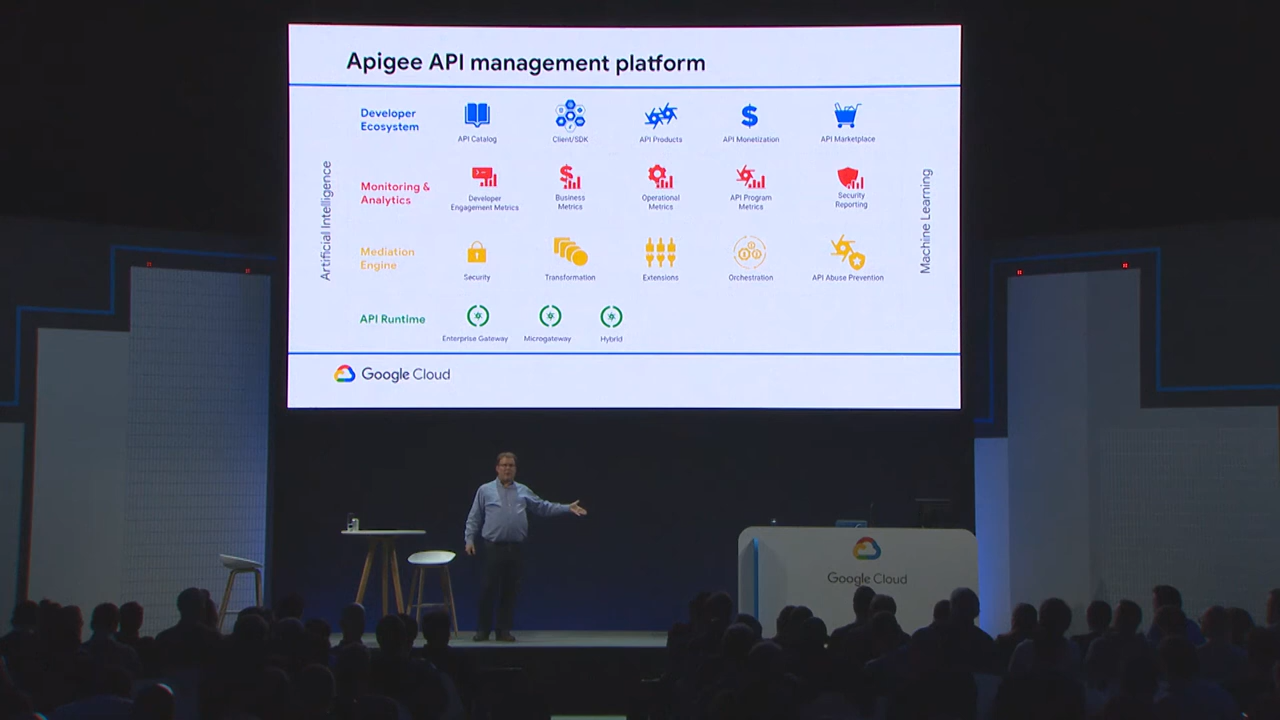 Apigee API management platform
Artificial Intelligence
Developer
Ecosystem
API Catalog
Client/SDK
API Products
API Monetization
API Marketplace
Monitoring &
Analytics
Developer
Engagement Metrics
Business
Metrics
Operational
Metrics
API Program
Metrics
Security
Reporting
Mediation
Engine
Security
Transformation
Extensions
Orchestration
API Abuse Prevention
API Runtime
Enterprise Gateway
Microgateway
Hybrid
Machine Learning
Google Cloud
Google Cloud